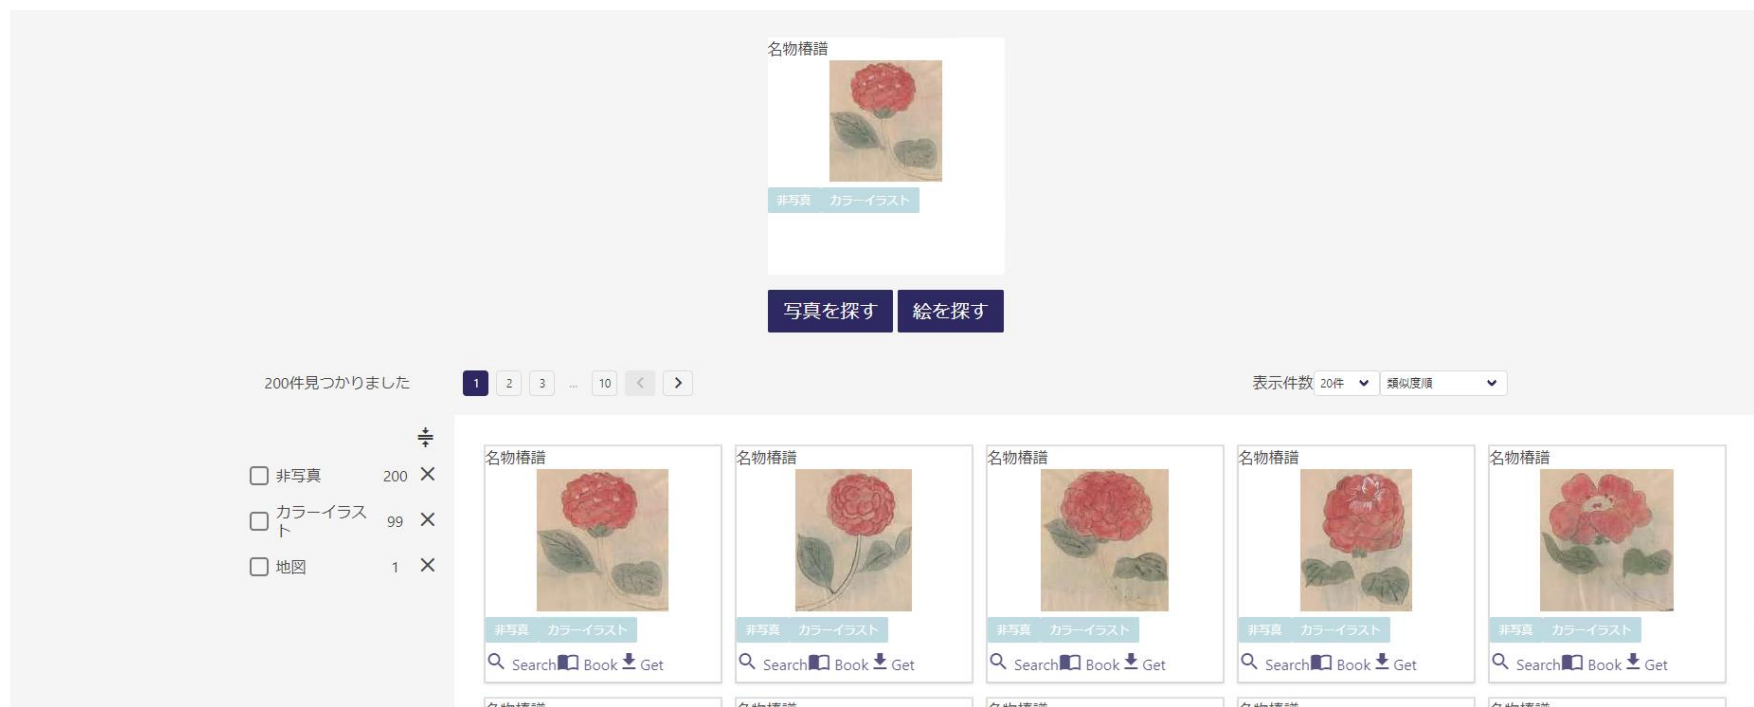 名物椿譜
非写真 カラーイラスト
写真を探す 絵を探す
200件見つかりました 1 2 3 ... 10 表示件数 20件 類似度順
非写真 200
カラーイラス
ト 99
地図 1
名物椿譜 名物椿譜 名物椿譜 名物椿譜 名物椿譜
非写真 カラーイラスト 非写真 カラーイラスト 非写真 カラーイラスト 非写真 カラーイラスト 非写真 カラーイラスト
Search Book Get Search Book Get Search Book Get Search Book Get Search Book Get